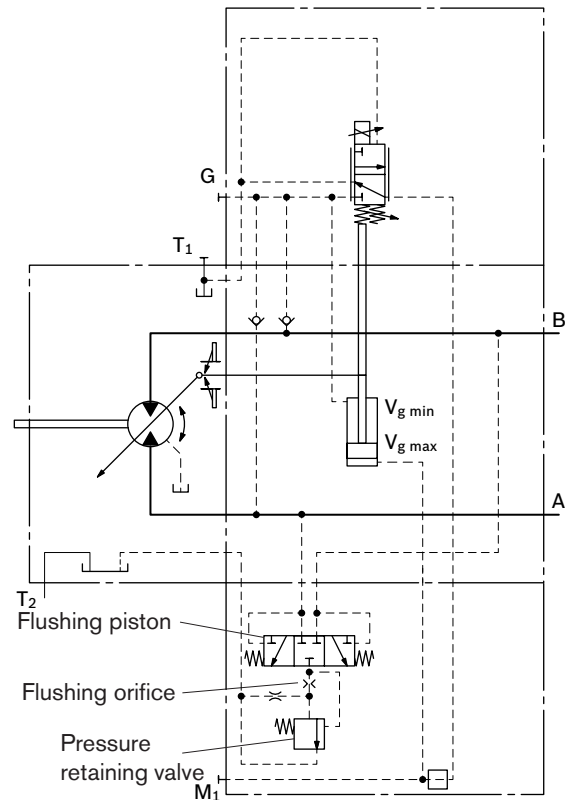 G
T1
B
Vg min
Vg max
A
T2
Flushing piston
Flushing orifice
Pressure
retaining valve
M1